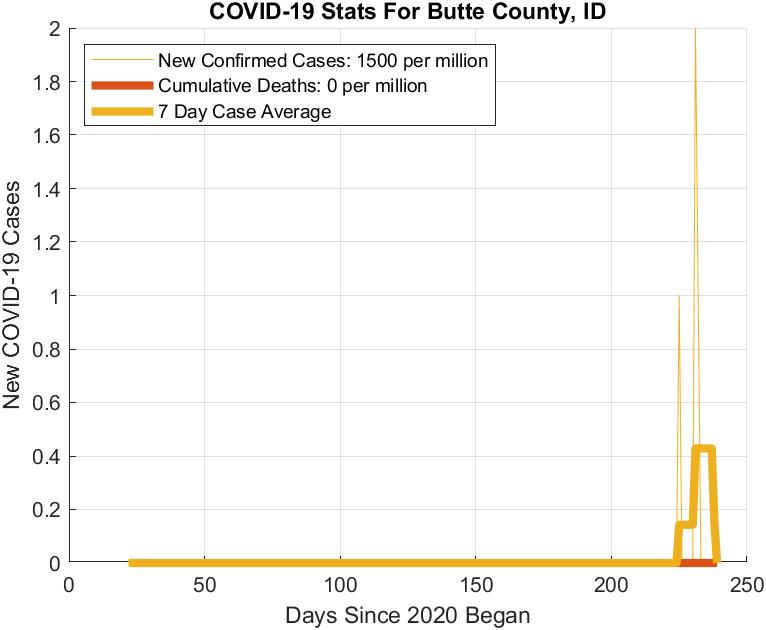 COVID-19 Stats For Butte County, ID
New Confirmed Cases: 1500 per million
Cumulative Deaths: 0 per million
7 Day Case Average
New COVID-19 Cases
2
1.8
1.6
1.4
1.2
1
0.8
0.6
0.4
0.2
0
0 50 100 150 200 250
Days Since 2020 Began